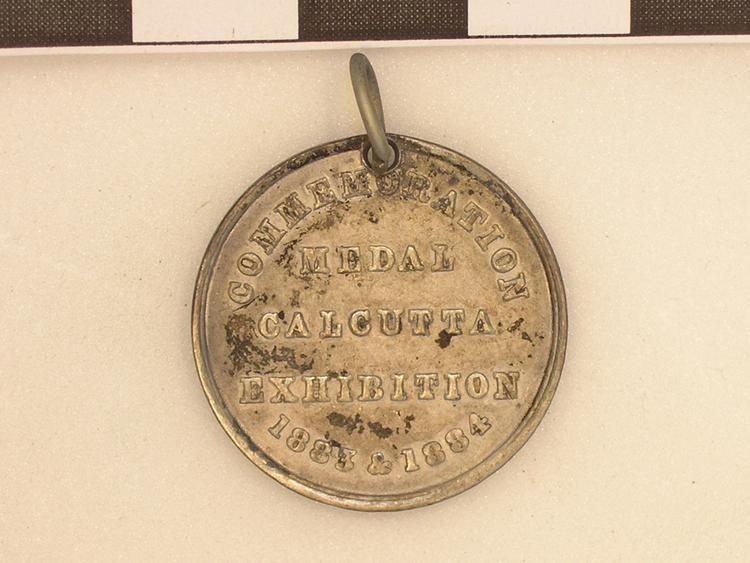 COMMEMORATION
MEDAL
CALCUTTA
EXHIBITION
1883 & 1884